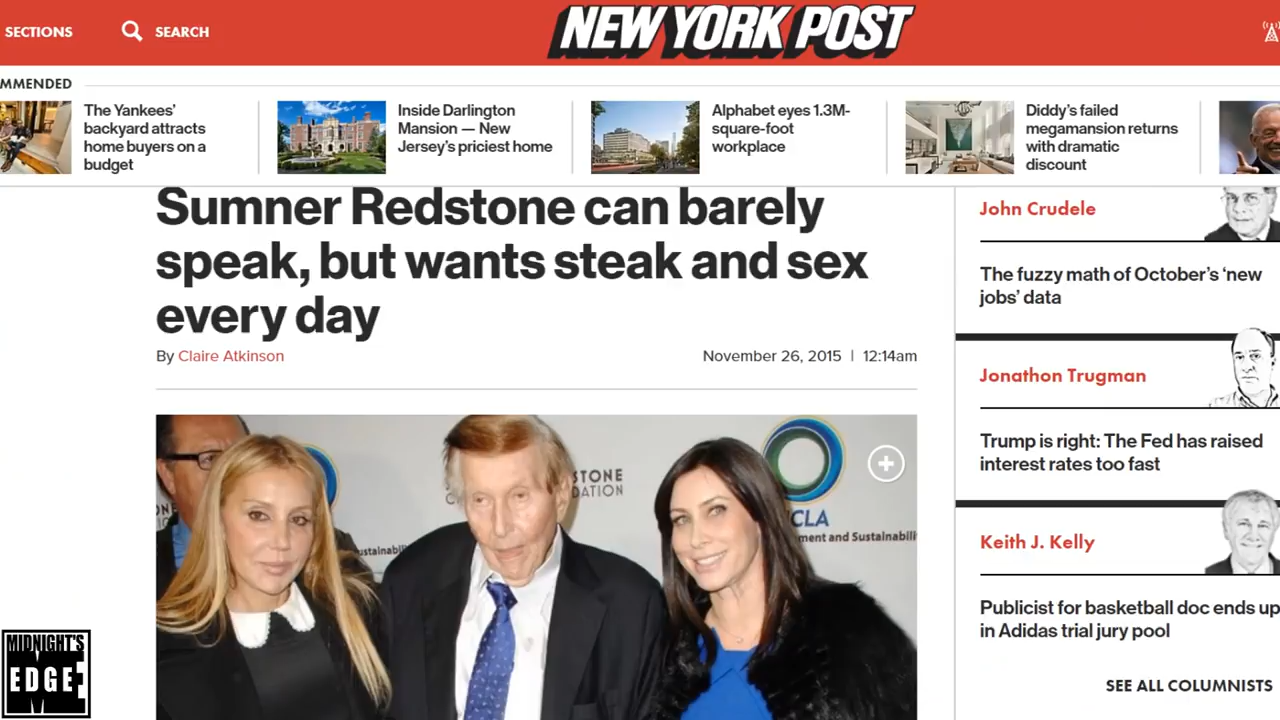 SECTIONS
SEARCH
NEW YORK POST
MMENDED
The Yankees'
backyard attracts
home buyers on a
budget
Inside Darlington
Mansion — New
Jersey's priciest home
Alphabet eyes 1.3M-
square-foot
workplace
Diddy's failed
megamansion returns
with dramatic
discount
Sumner Redstone can barely
speak, but wants steak and sex
every day
By Claire Atkinson
November 26, 2015 | 12:14am
STONE
DATION
UCLA
ustainabili
ment and Sustainabili
John Crudele
The fuzzy math of October's 'new
jobs' data
Jonathon Trugman
Trump is right: The Fed has raised
interest rates too fast
Keith J. Kelly
Publicist for basketball doc ends up
in Adidas trial jury pool
SEE ALL COLUMNISTS
MIDNIGHT'S
EDGE